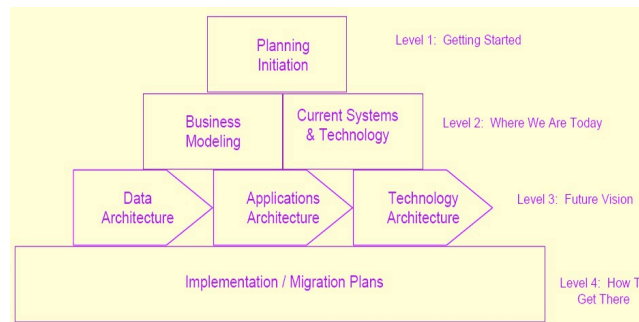 Planning
Initiation
Level 1: Getting Started
Business
Modeling
Current Systems
& Technology
Level 2: Where We Are Today
Data
Architecture
Applications
Architecture
Technology
Architecture
Level 3: Future Vision
Implementation / Migration Plans
Level 4: How T
Get There